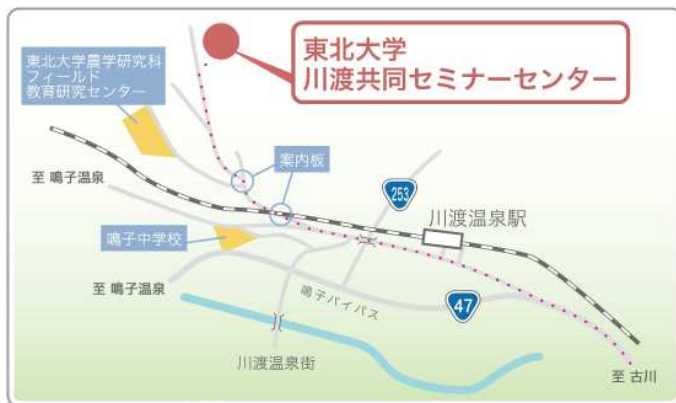 東北大学
川渡共同セミナーセンター
東北大学農学研究科
フィールド
教育研究センター
案内板
至 鳴子温泉
253
川渡温泉駅
鳴子中学校
至 鳴子温泉
鳴子バイパス
47
川渡温泉街
至 古川